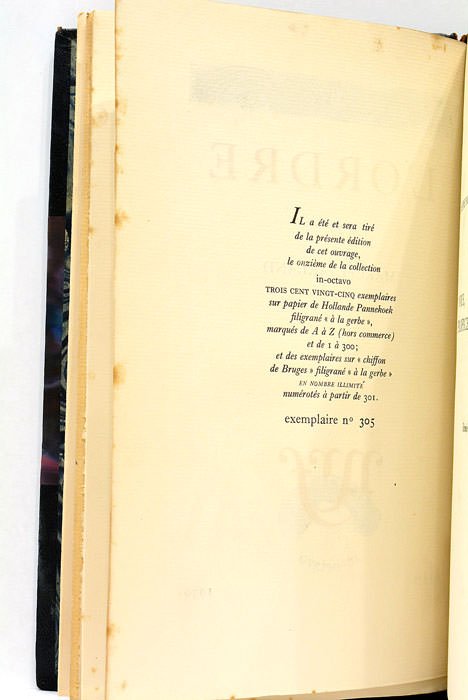 IL a été et sera tiré
de la présente édition
de cet ouvrage,
le onzième de la collection
in-octavo
TROIS CENT VINGT-CINQ exemplaires
sur papier de Hollande Pannekoek
filigrané « à la gerbe »,
marqués de A à Z (hors commerce)
et de 1 à 300;
et des exemplaires sur « chiffon
de Bruges » filigrané « à la gerbe »
EN NOMBRE ILLIMITÉ
numérotés à partir de 301.
exemplaire nº 305
L'ORDRE